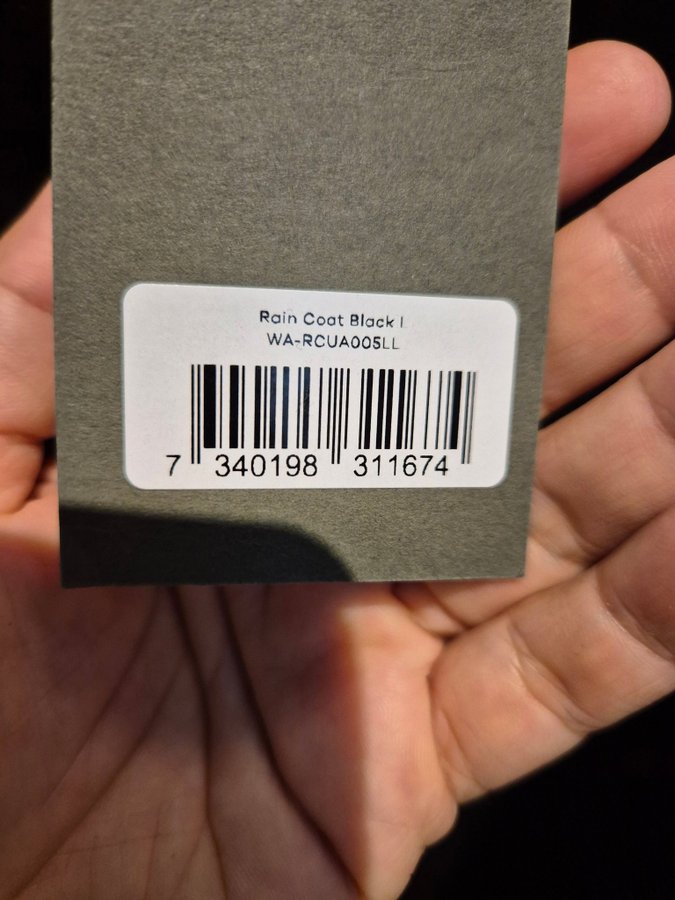 Rain Coat Black L
WA-RCUA005LL
7 340198 311674